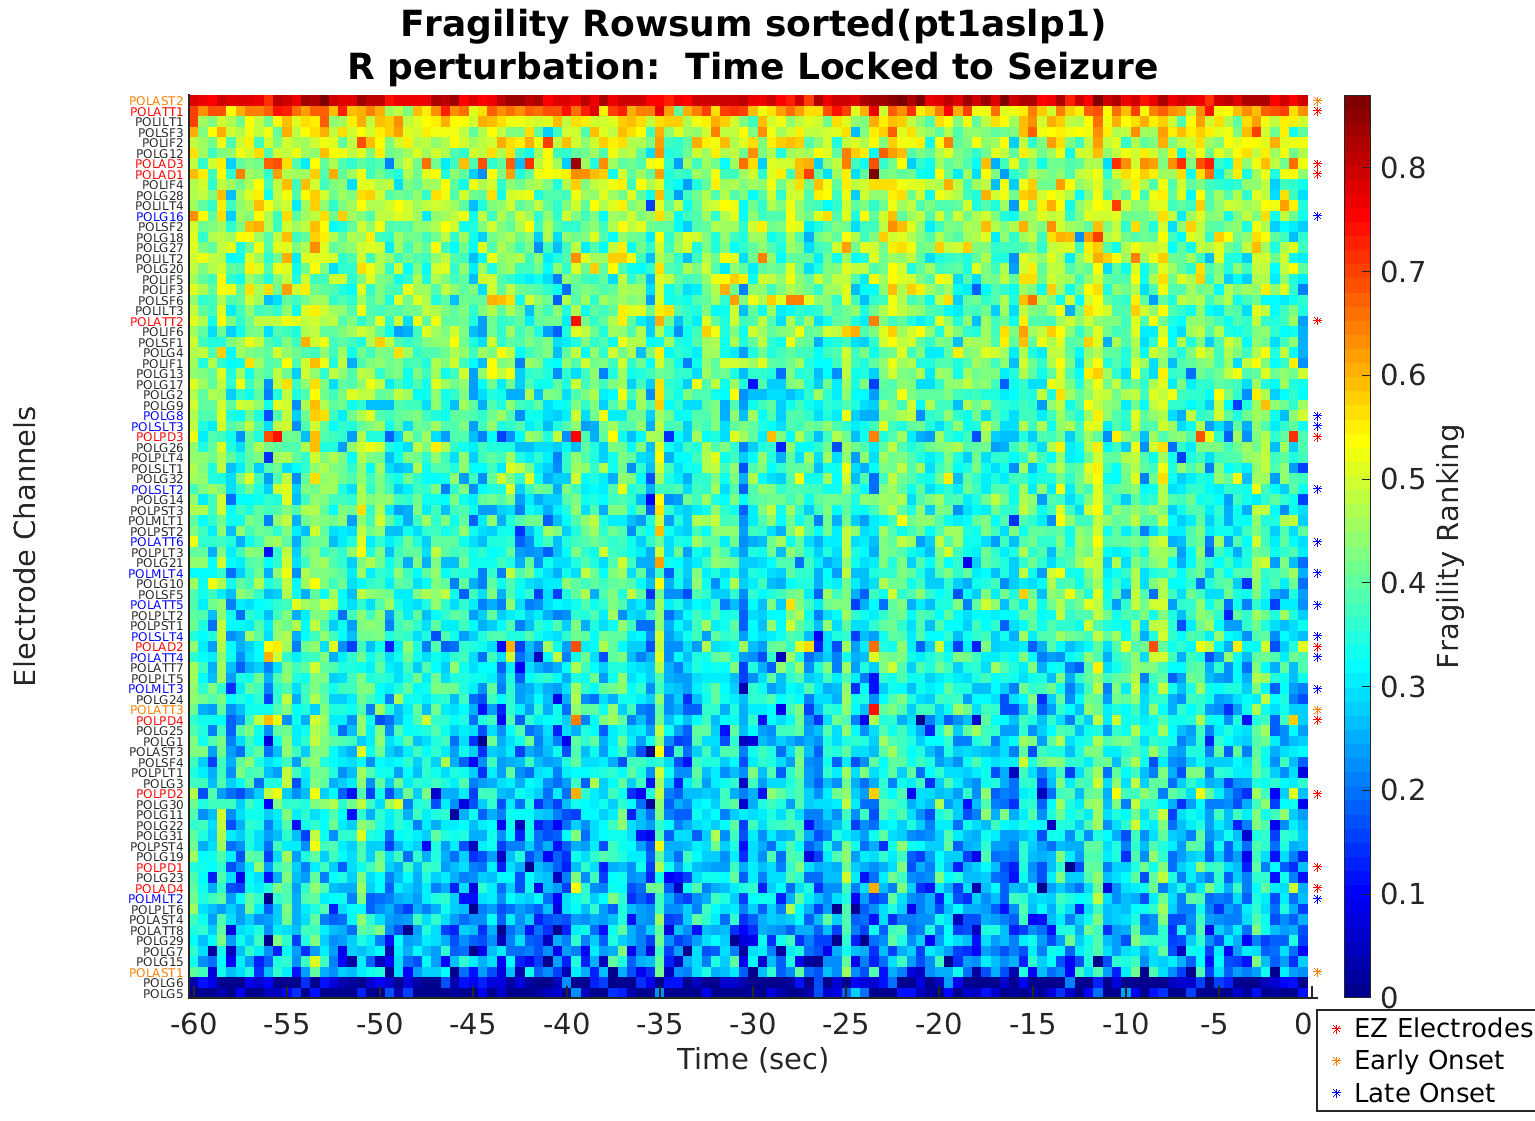 Fragility Rowsum sorted(pt1aslp1)
R perturbation:  Time Locked to Seizure
Electrode Channels
POLAST2
POLATT1
POLILT1
POLSF3
POLIF2
POLG12
POLAD3
POLAD1
POLIF4
POLG28
POLILT4
POLG16
POLSF2
POLG18
POLG27
POLILT2
POLG20
POLIF5
POLIF3
POLSF6
POLILT3
POLATT2
POLIF6
POLSF1
POLG4
POLIF1
POLG13
POLG17
POLG2
POLG9
POLG8
POLSLT3
POLPD3
POLG26
POLPLT4
POLSLT1
POLG32
POLSLT2
POLG14
POLPST3
POLMLT1
POLPST2
POLATT6
POLPLT3
POLG21
POLMLT4
POLG10
POLSF5
POLATT5
POLPLT2
POLPST1
POLSLT4
POLAD2
POLATT4
POLATT7
POLPLT5
POLMLT3
POLG24
POLATT3
POLPD4
POLG25
POLG1
POLAST3
POLSF4
POLPLT1
POLG3
POLPD2
POLG30
POLG11
POLG22
POLG31
POLPST4
POLG19
POLPD1
POLG23
POLAD4
POLMLT2
POLPLT6
POLAST4
POLATT8
POLG29
POLG7
POLG15
POLAST1
POLG6
POLG5
-60 -55 -50 -45 -40 -35 -30 -25 -20 -15 -10 -5 0
Time (sec)
0.8
0.7
0.6
0.5
0.4
0.3
0.2
0.1
0
Fragility Ranking
EZ Electrodes
Early Onset
Late Onset